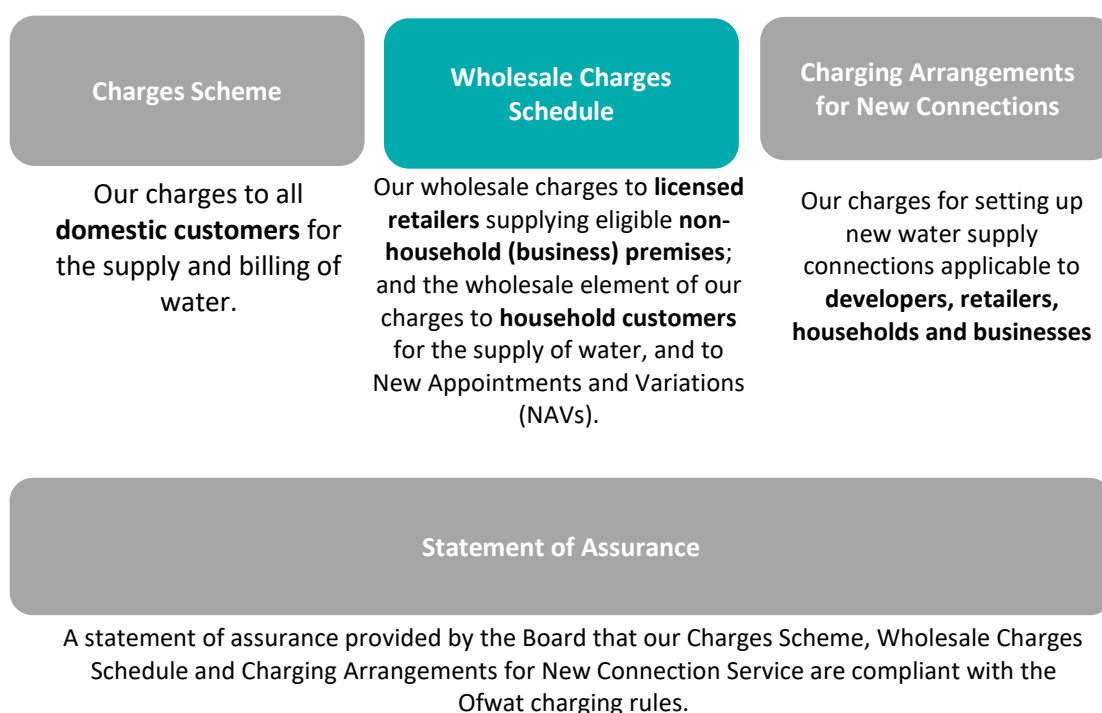 Charges Scheme
Our charges to all
domestic customers for
the supply and billing of
water.
Wholesale Charges
Schedule
Our wholesale charges to licensed
retailers supplying eligible non-
household (business) premises;
and the wholesale element of our
charges to household customers
for the supply of water, and to
New Appointments and Variations
(NAVs).
Charging Arrangements
for New Connections
Our charges for setting up
new water supply
connections applicable to
developers, retailers,
households and businesses
Statement of Assurance
A statement of assurance provided by the Board that our Charges Scheme, Wholesale Charges
Schedule and Charging Arrangements for New Connection Service are compliant with the
Ofwat charging rules.